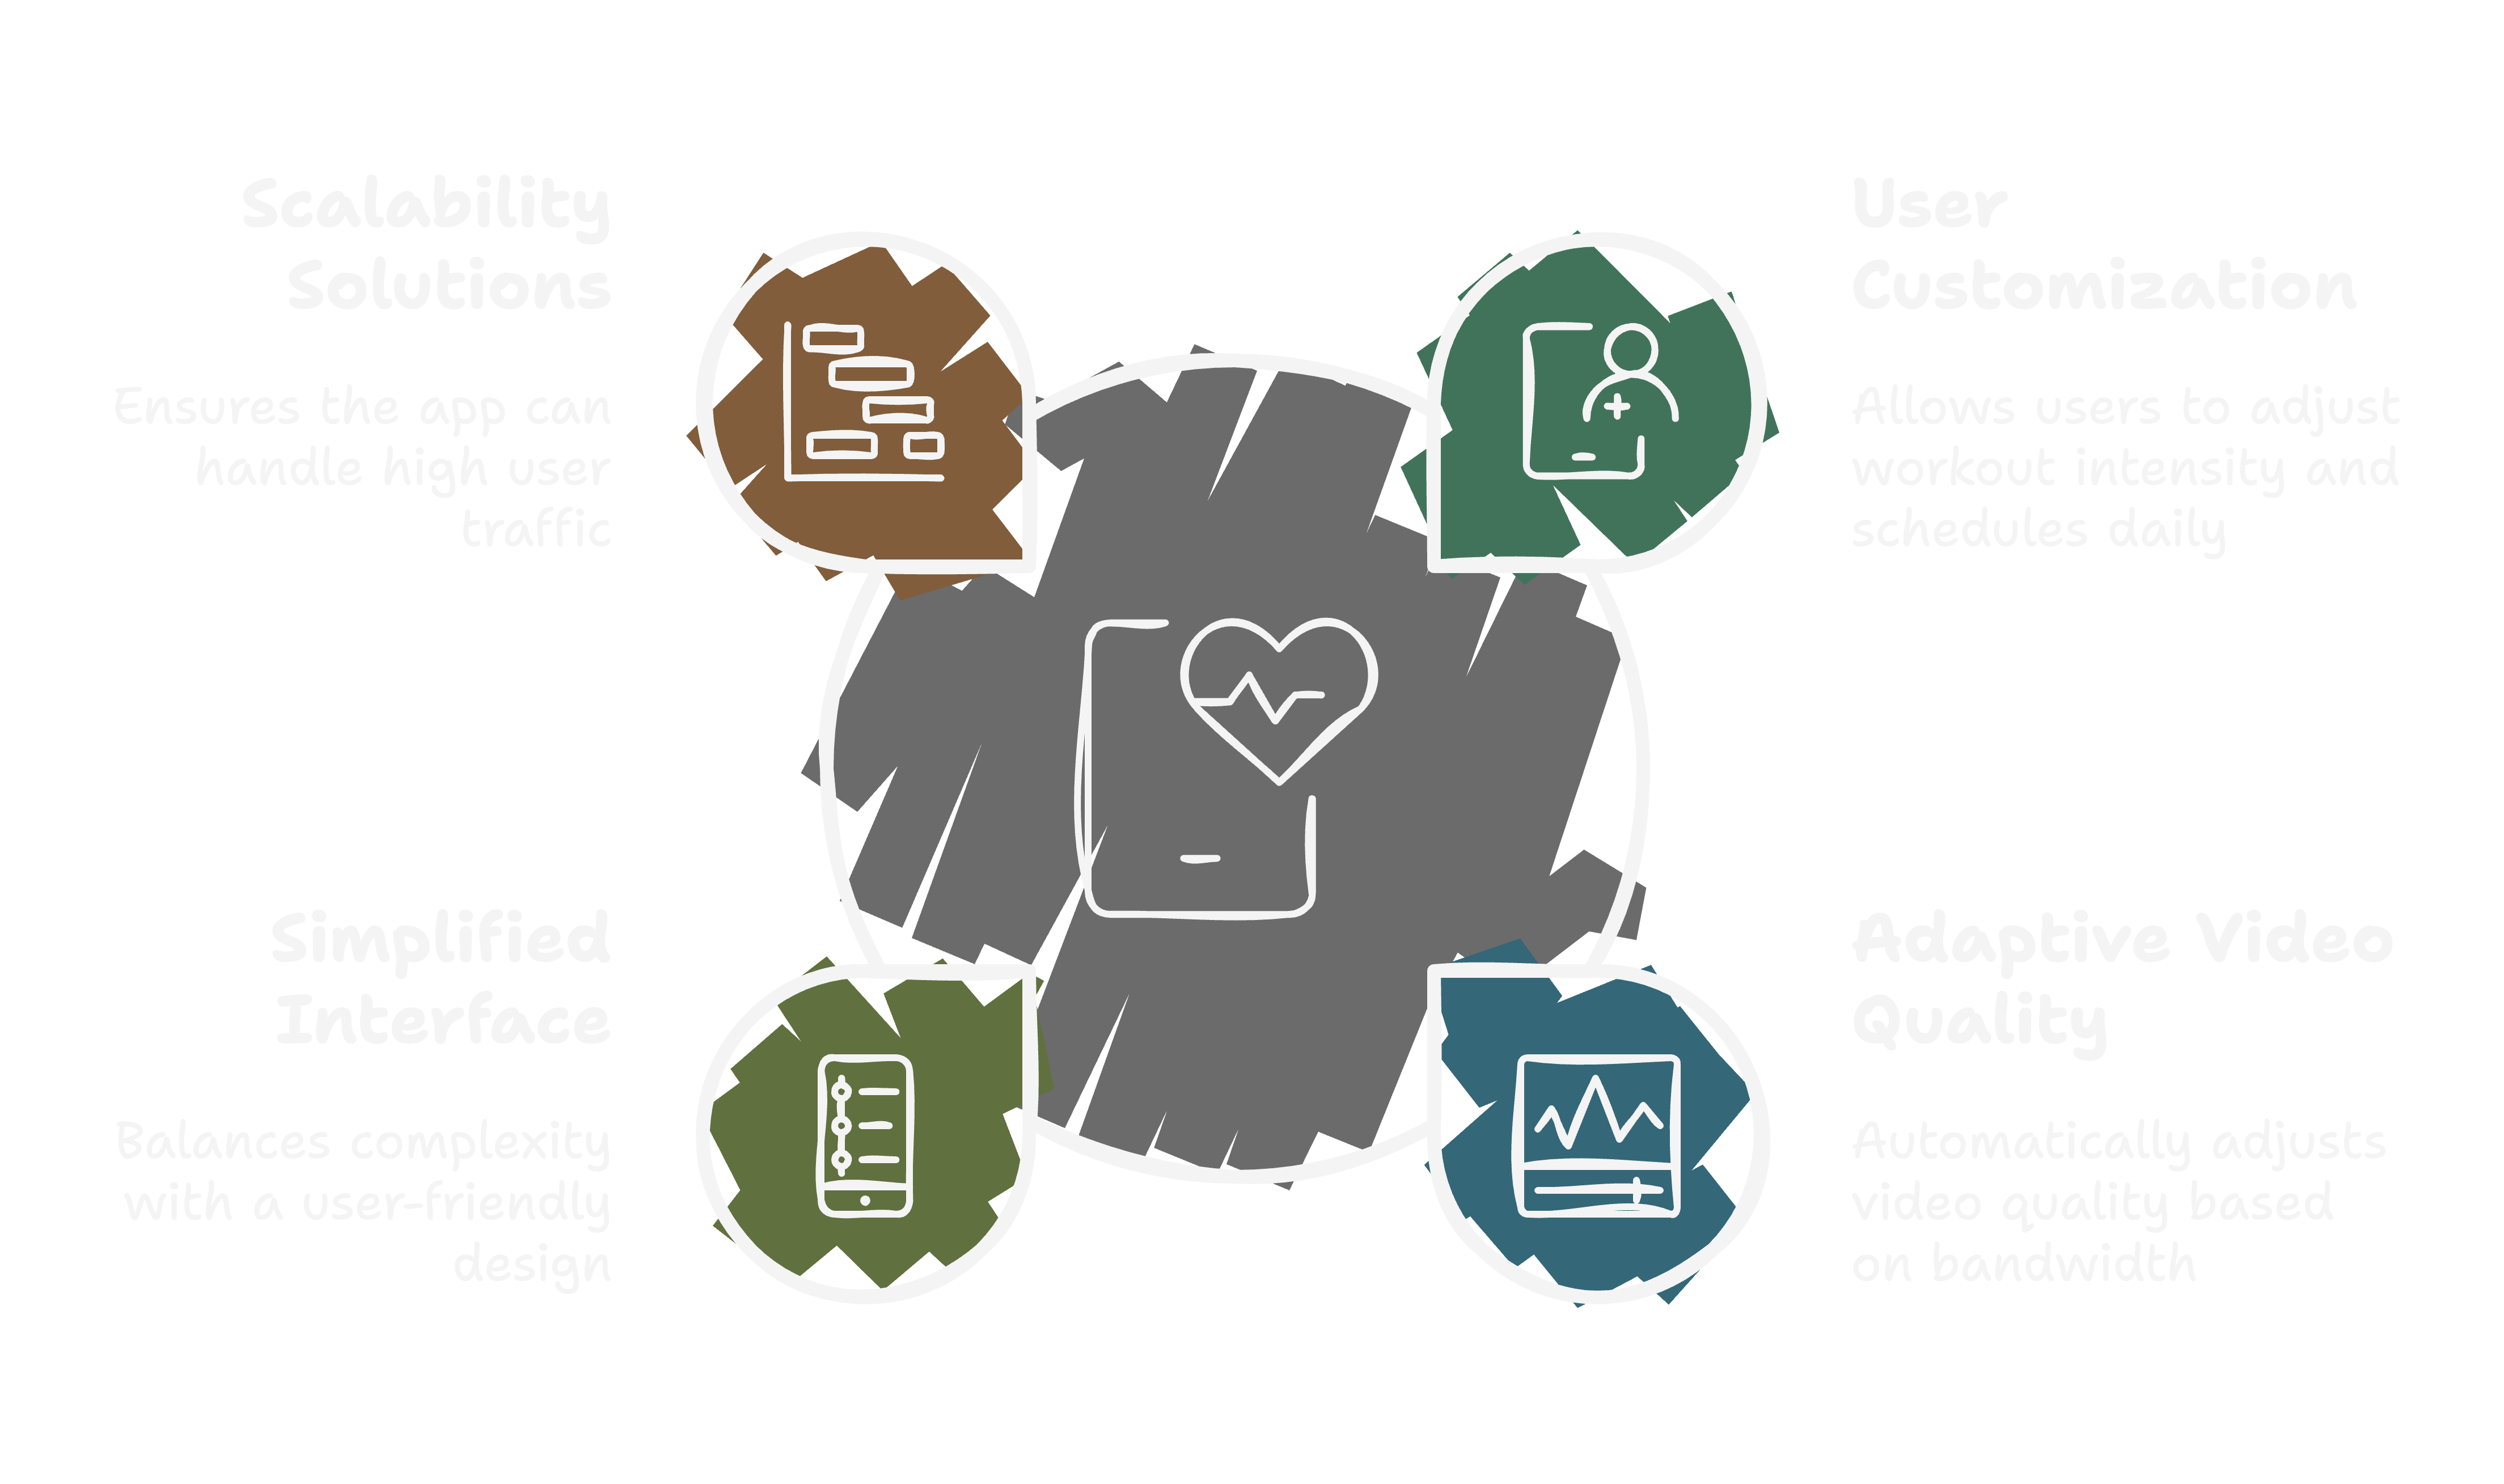 Scalability
Solutions
Ensures the app can
handle high user
traffic
User
Customization
Allows users to adjust
workout intensity and
schedules daily
Simplified
Interface
Balances complexity
with a user-friendly
design
Adaptive Video
Quality
Automatically adjusts
video quality based
on bandwidth